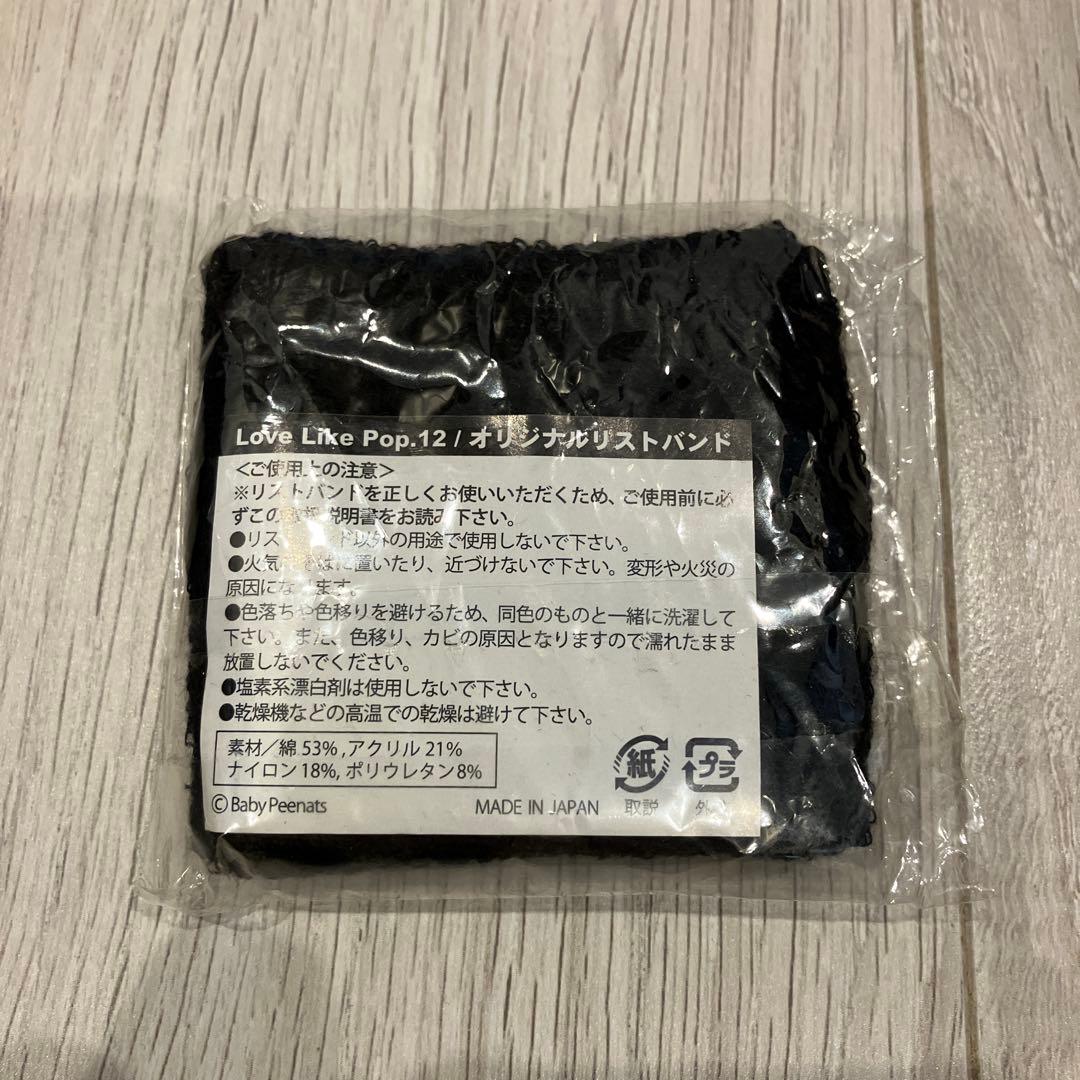 Love Like Pop.12 / オリジナルリストバンド
＜ご使用上の注意＞
※リストバンドを正しくお使いいただくため、ご使用前に必
ずこの 説明書をお読み下さい。
●リス ド以外の用途で使用しないで下さい。
●火気 に置いたり、近づけないで下さい。変形や火災の
原因になります。
●色落ちや色移りを避けるため、同色のものと一緒に洗濯して
下さい。また、色移り、カビの原因となりますので濡れたまま
放置しないでください。
●塩素系漂白剤は使用しないで下さい。
●乾燥機などの高温での乾燥は避けて下さい。
素材／綿 53% ,アクリル 21%
ナイロン 18%, ポリウレタン 8%
紙 プラ
©Baby Peenats MADE IN JAPAN 取説 外